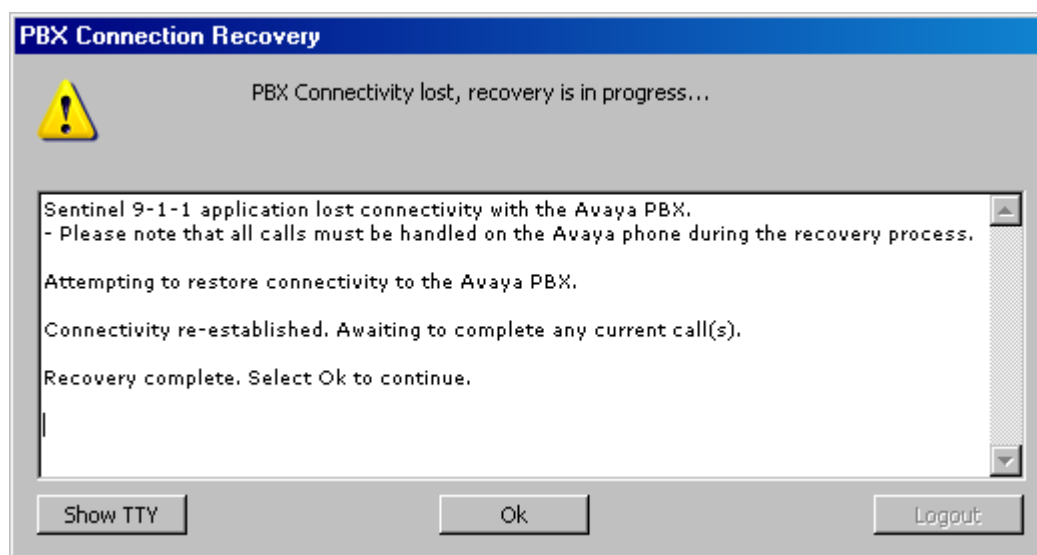 PBX Connection Recovery
PBX Connectivity lost, recovery is in progress...
Sentinel 9-1-1 application lost connectivity with the Avaya PBX.
- Please note that all calls must be handled on the Avaya phone during the recovery process.
Attempting to restore connectivity to the Avaya PBX.
Connectivity re-established. Awaiting to complete any current call(s).
Recovery complete. Select Ok to continue.
Show TTY
Ok
Logout